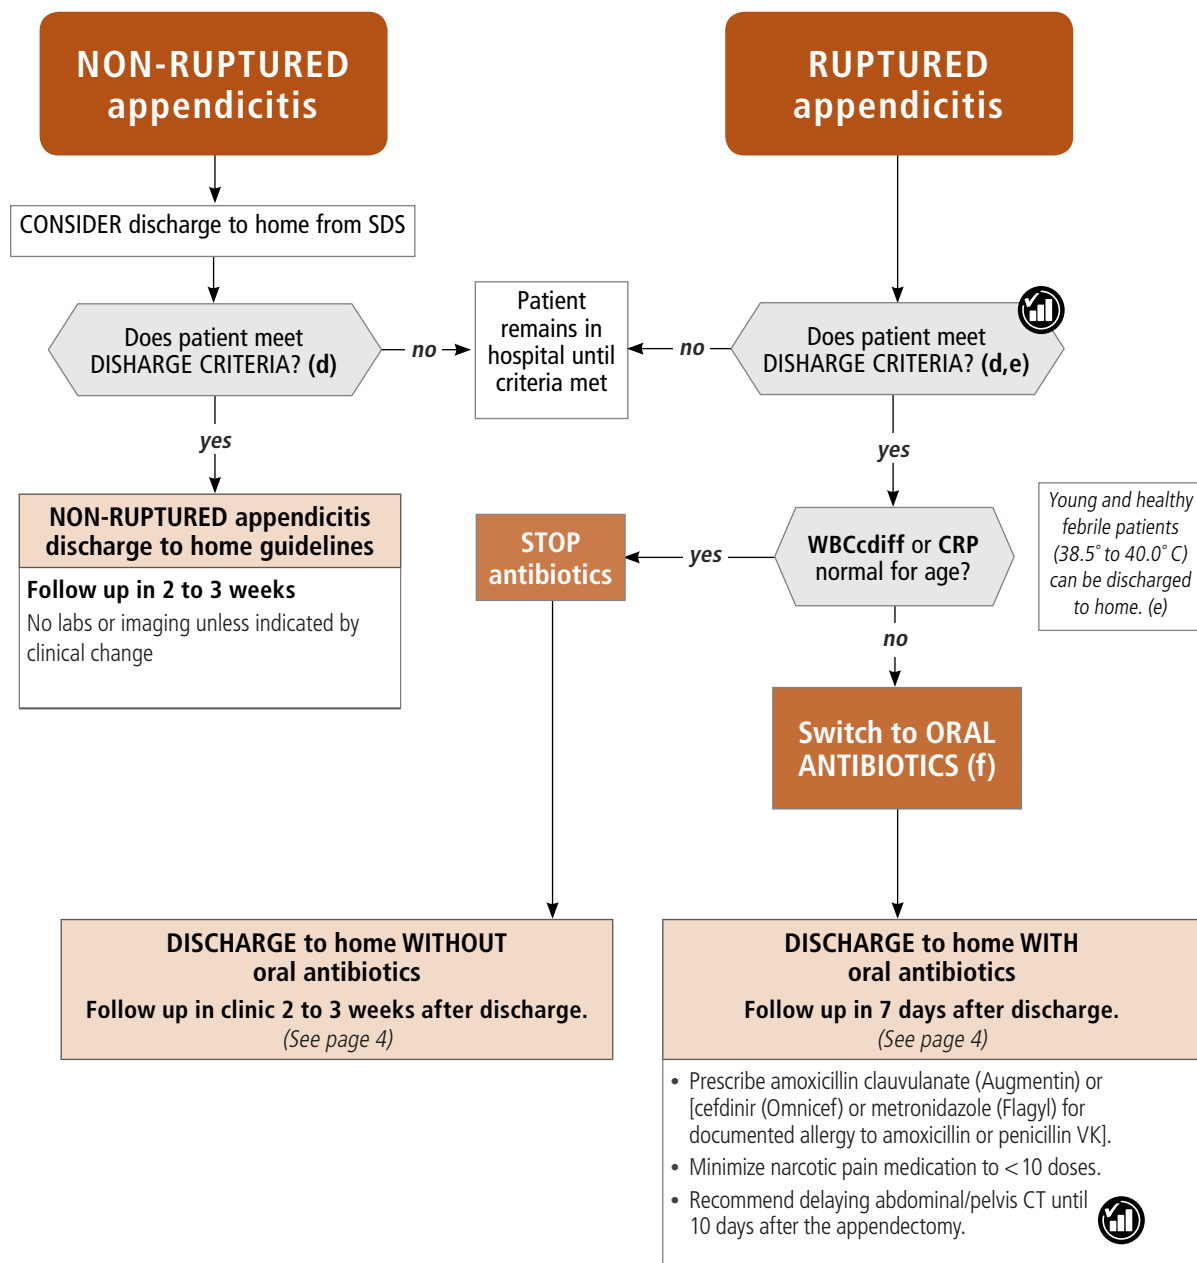 NON-RUPTURED
appendicitis
RUPTURED
appendicitis
CONSIDER discharge to home from SDS
Does patient meet
DISHARGE CRITERIA? (d)
no
Patient
remains in
hospital until
criteria met
no
Does patient meet
DISHARGE CRITERIA? (d,e)
yes
yes
NON-RUPTURED appendicitis
discharge to home guidelines
Follow up in 2 to 3 weeks
No labs or imaging unless indicated by
clinical change
STOP
antibiotics
yes
WBCcdiff or CRP
normal for age?
Young and healthy
febrile patients
(38.5˚ to 40.0˚ C)
can be discharged
to home. (e)
no
Switch to ORAL
ANTIBIOTICS (f)
DISCHARGE to home WITHOUT
oral antibiotics
Follow up in clinic 2 to 3 weeks after discharge.
(See page 4)
DISCHARGE to home WITH
oral antibiotics
Follow up in 7 days after discharge.
(See page 4)
• Prescribe amoxicillin clauvulanate (Augmentin) or
[cefdinir (Omnicef) or metronidazole (Flagyl) for
documented allergy to amoxicillin or penicillin VK].
• Minimize narcotic pain medication to < 10 doses.
• Recommend delaying abdominal/pelvis CT until
10 days after the appendectomy.